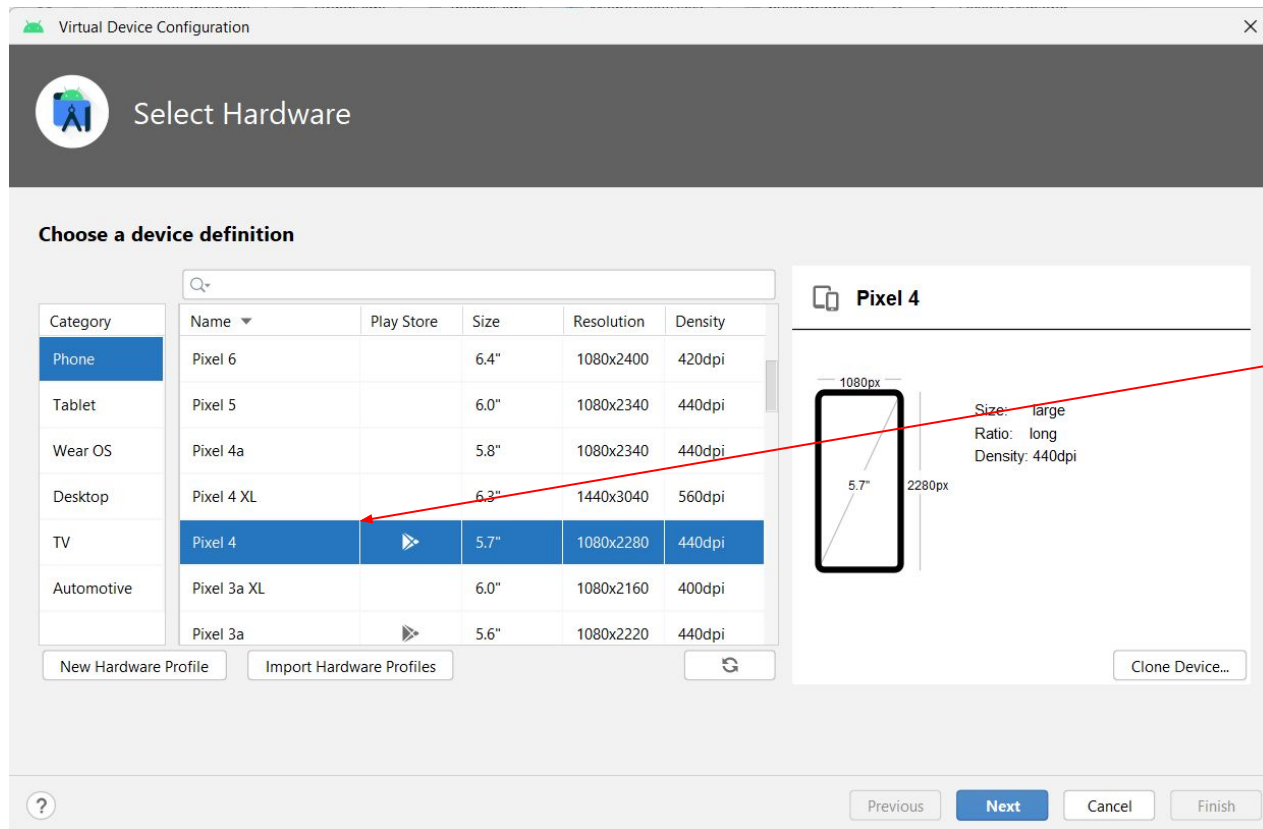 Virtual Device Configuration
Select Hardware
Choose a device definition
Category
Phone
Tablet
Wear OS
Desktop
TV
Automotive
Name Play Store Size Resolution Density
Pixel 6 6.4" 1080x2400 420dpi
Pixel 5 6.0" 1080x2340 440dpi
Pixel 4a 5.8" 1080x2340 440dpi
Pixel 4 XL 6.3" 1440x3040 560dpi
Pixel 4 5.7" 1080x2280 440dpi
Pixel 3a XL 6.0" 1080x2160 400dpi
Pixel 3a 5.6" 1080x2220 440dpi
New Hardware Profile Import Hardware Profiles
Pixel 4
1080px
5.7" 2280px
Size: large
Ratio: long
Density: 440dpi
Clone Device...
? Previous Next Cancel Finish